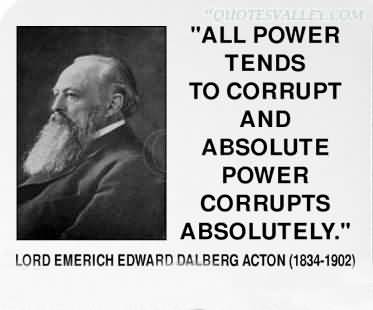 "QUOTESVALLEY.COM
"ALL POWER
TENDS
TO CORRUPT
AND
ABSOLUTE
POWER
CORRUPTS
ABSOLUTELY."
LORD EMERICH EDWARD DALBERG ACTON (1834-1902)